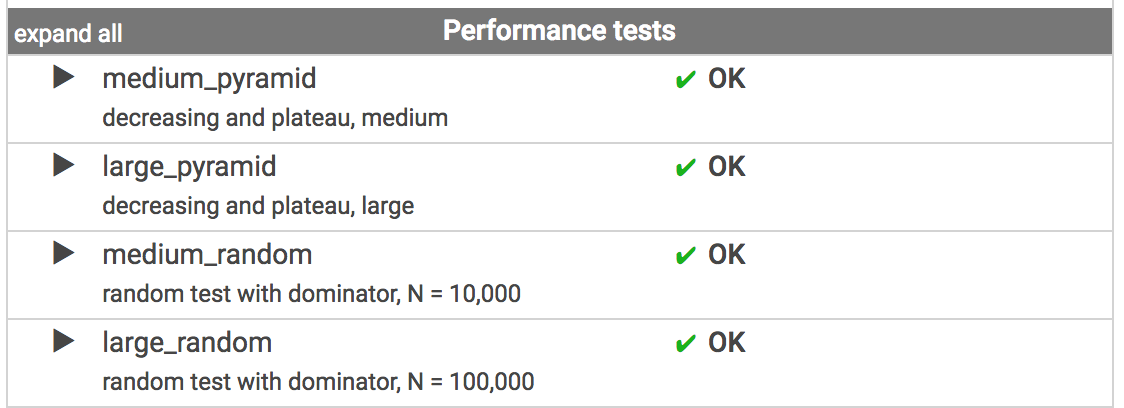 expand all Performance tests
medium_pyramid ✔ OK
decreasing and plateau, medium
large_pyramid ✔ OK
decreasing and plateau, large
medium_random ✔ OK
random test with dominator, N = 10,000
large_random ✔ OK
random test with dominator, N = 100,000